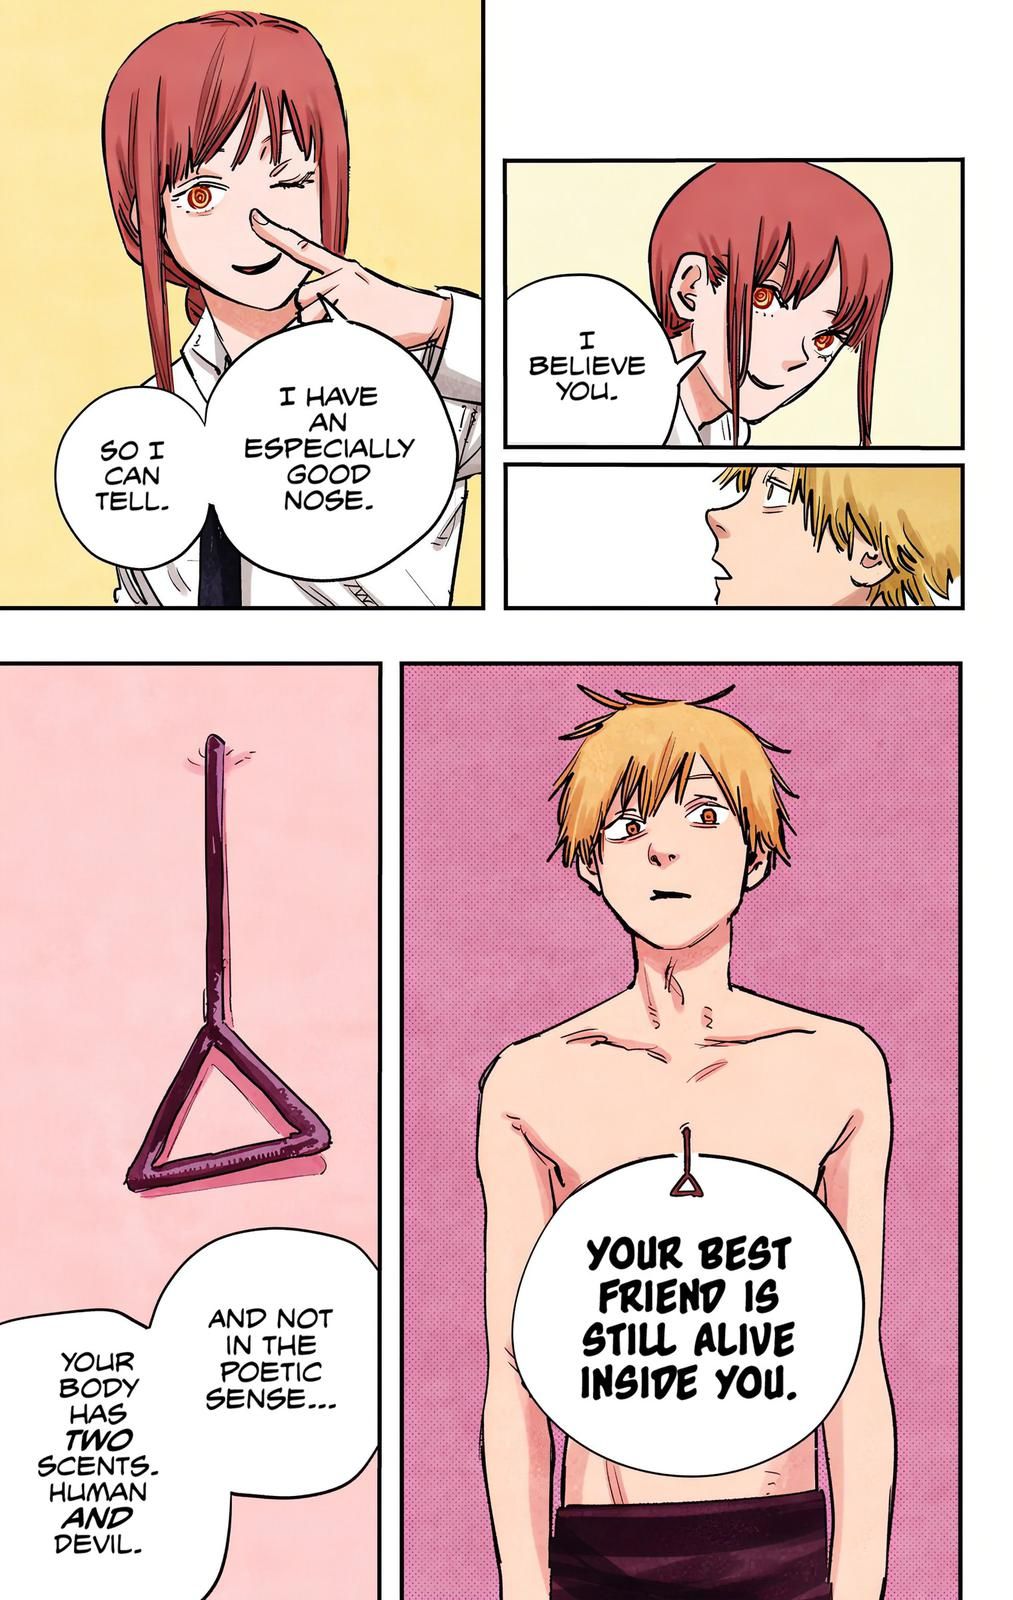 I HAVE
AN
ESPECIALLY
GOOD
NOSE.
SO I
CAN
TELL.
I
BELIEVE
YOU.
YOUR BEST
FRIEND IS
STILL ALIVE
INSIDE YOU.
AND NOT
IN THE
POETIC
SENSE...
YOUR
BODY
HAS
TWO
SCENTS.
HUMAN
AND
DEVIL.